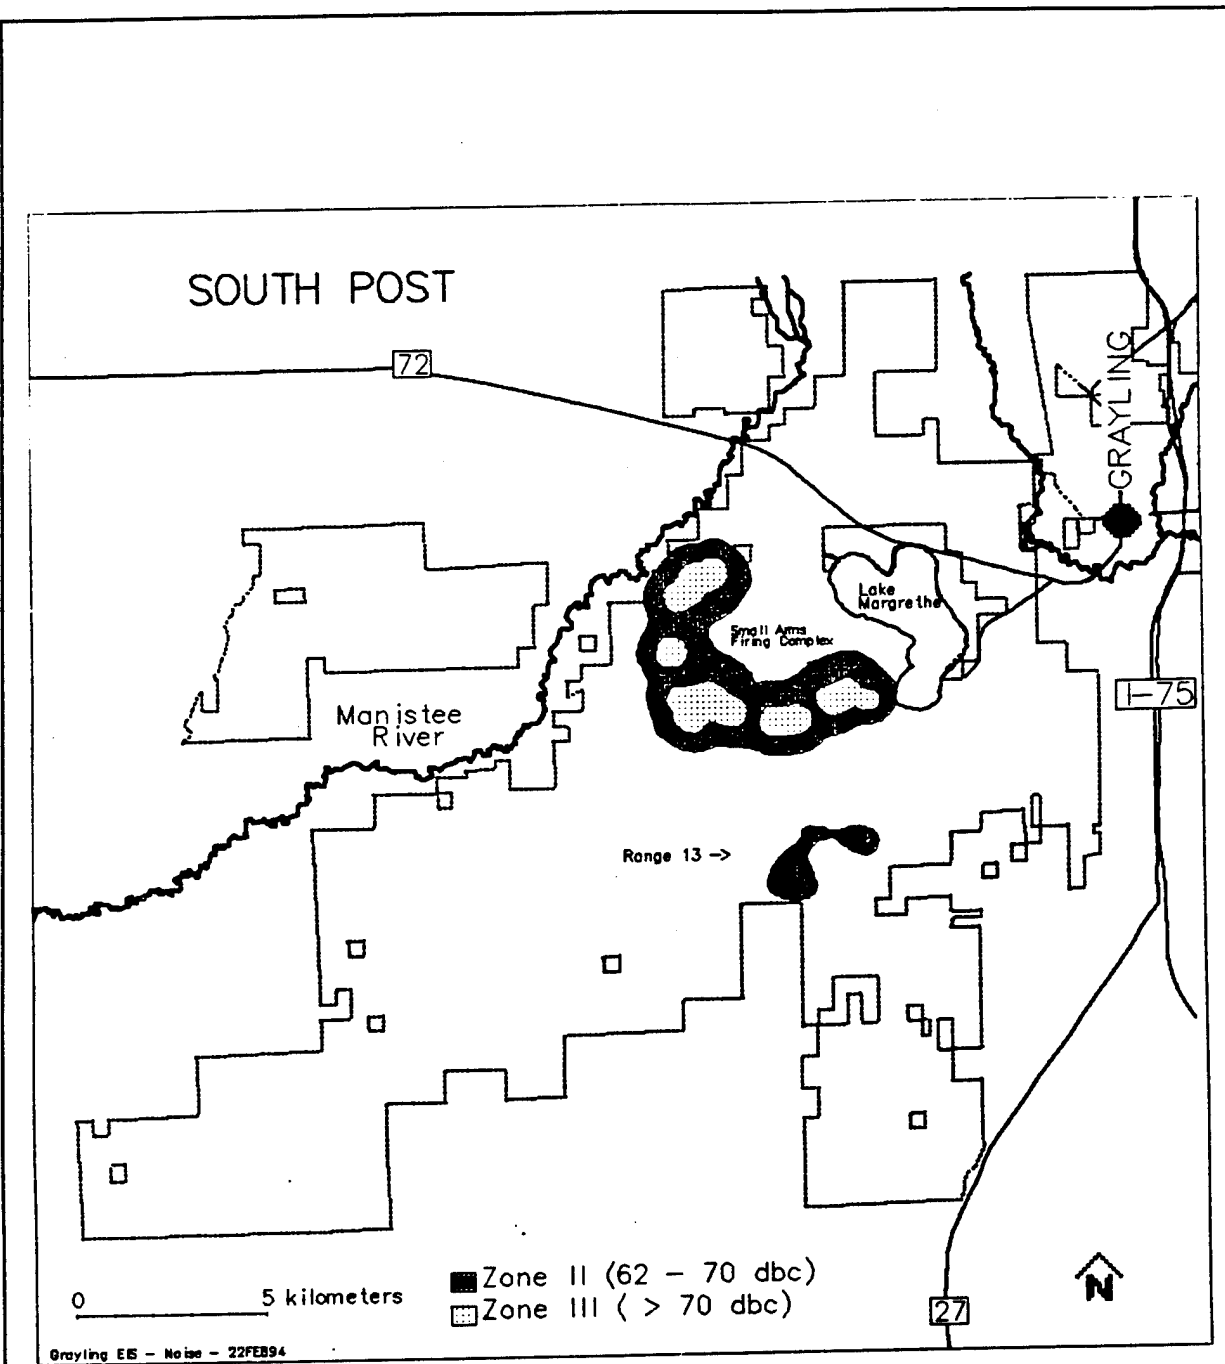 SOUTH POST
72
GRAYLING
Lake
Margrethe
Small Arms
Firing Complex
I-75
Manistee
River
Range 13 ->
Zone II (62 - 70 dbc)
Zone III ( > 70 dbc)
0 5 kilometers
27
N
Grayling EIS - Noise - 22FEB94